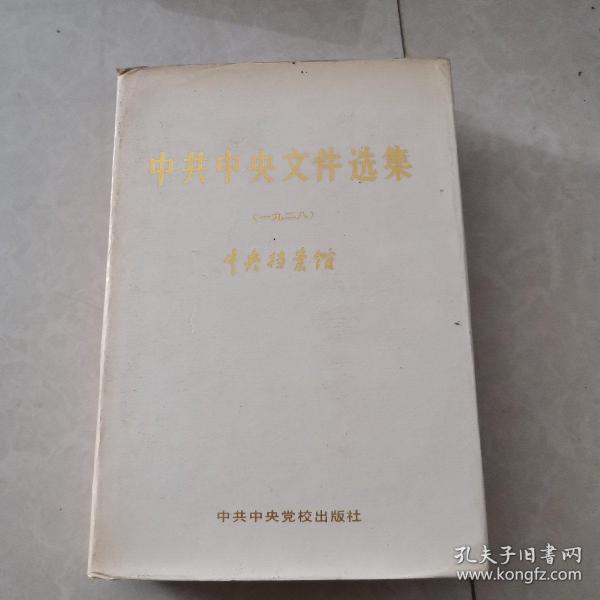 中共中央文件选集
(一九二八)
中央档案馆
中共中央党校出版社
孔夫子旧书网
www.kongfz.com